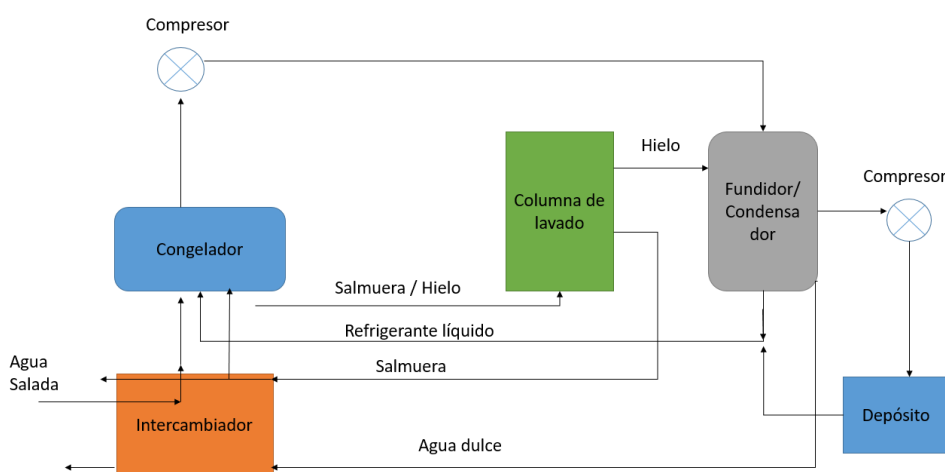 Compresor
Hielo
Compresor
Columna de
lavado
Fundidor/
Condensa
dor
Congelador
Salmuera / Hielo
Refrigerante líquido
Agua
Salada
Salmuera
Intercambiador
Depósito
Agua dulce